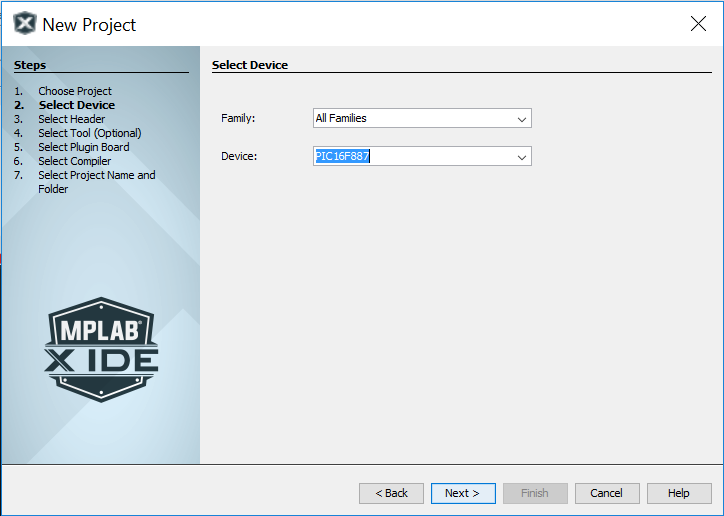 New Project
Steps
1. Choose Project
2. Select Device
3. Select Header
4. Select Tool (Optional)
5. Select Plugin Board
6. Select Compiler
7. Select Project Name and
Folder
MPLAB®
X IDE
Select Device
Family: All Families
Device: PIC16F887
< Back Next > Finish Cancel Help